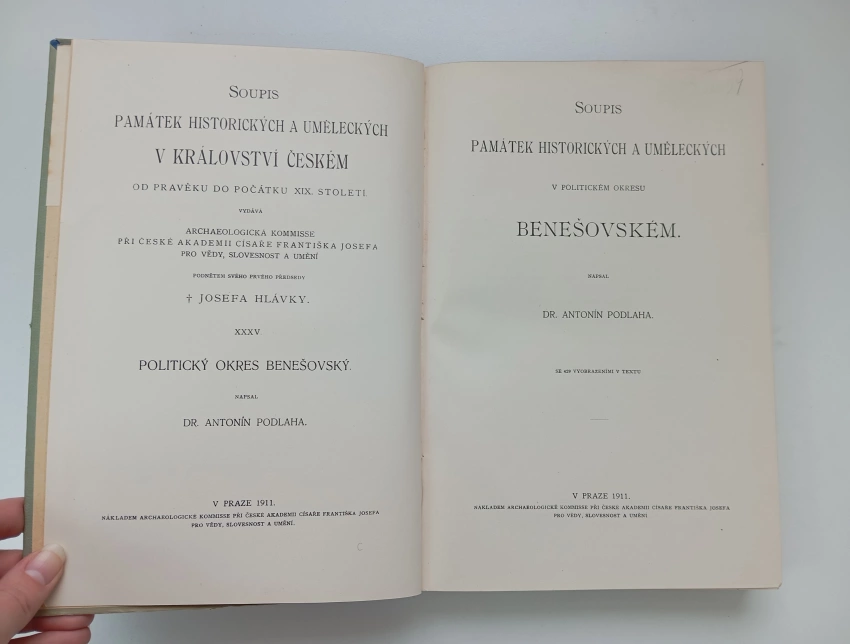 SOUPIS
PAMÁTEK HISTORICKÝCH A UMĚLECKÝCH
V KRÁLOVSTVÍ ČESKÉM
OD PRAVĚKU DO POČÁTKU XIX. STOLETÍ.
VYDÁVÁ
ARCHAEOLOGICKÁ KOMMISSE
PŘI ČESKÉ AKADEMII CÍSAŘE FRANTIŠKA JOSEFA
PRO VĚDY, SLOVESNOST A UMĚNÍ
PODNĚTEM SVÉHO PRVÉHO PŘEDSEDY
† JOSEFA HLÁVKY.
XXXV.
POLITICKÝ OKRES BENEŠOVSKÝ.
NAPSAL
DR. ANTONÍN PODLAHA.
V PRAZE 1911.
NÁKLADEM ARCHAEOLOGICKÉ KOMMISSE PŘI ČESKÉ AKADEMII CÍSAŘE FRANTIŠKA JOSEFA
PRO VĚDY, SLOVESNOST A UMĚNÍ.
C
SOUPIS
PAMÁTEK HISTORICKÝCH A UMĚLECKÝCH
V POLITICKÉM OKRESU
BENEŠOVSKÉM.
NAPSAL
DR. ANTONÍN PODLAHA.
SE VYOBRAZENÍMI V TEXTU.
V PRAZE 1911.
NÁKLADEM ARCHAEOLOGICKÉ KOMMISSE PŘI ČESKÉ AKADEMII CÍSAŘE FRANTIŠKA JOSEFA
PRO VĚDY, SLOVESNOST A UMĚNÍ.